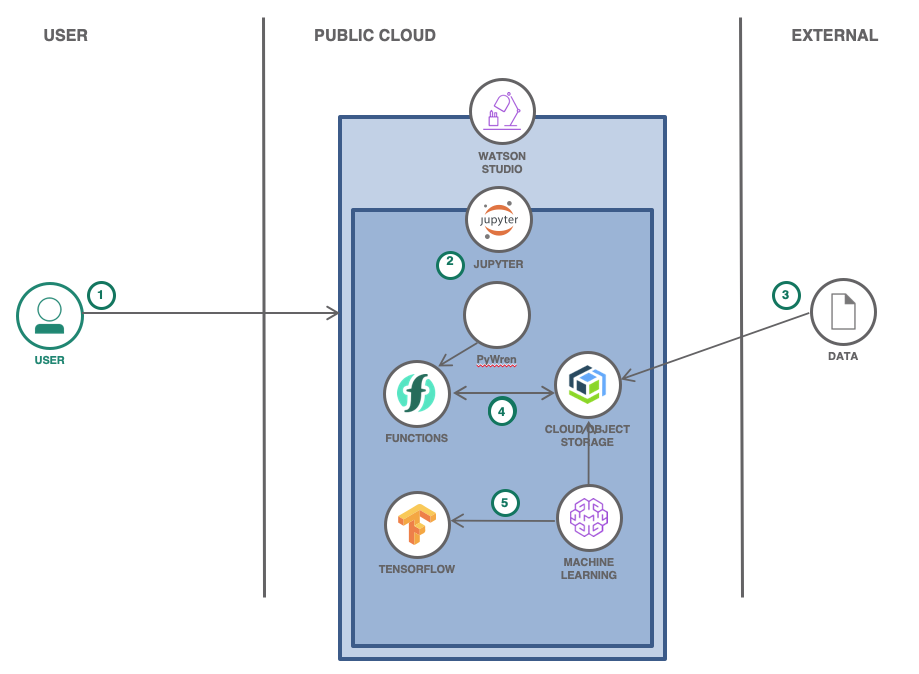 USER
PUBLIC CLOUD
EXTERNAL
WATSON
STUDIO
jupyter
JUPYTER
2
1
USER
3
DATA
PyWren
f
FUNCTIONS
4
CLOUD OBJECT
STORAGE
5
TENSORFLOW
MACHINE
LEARNING